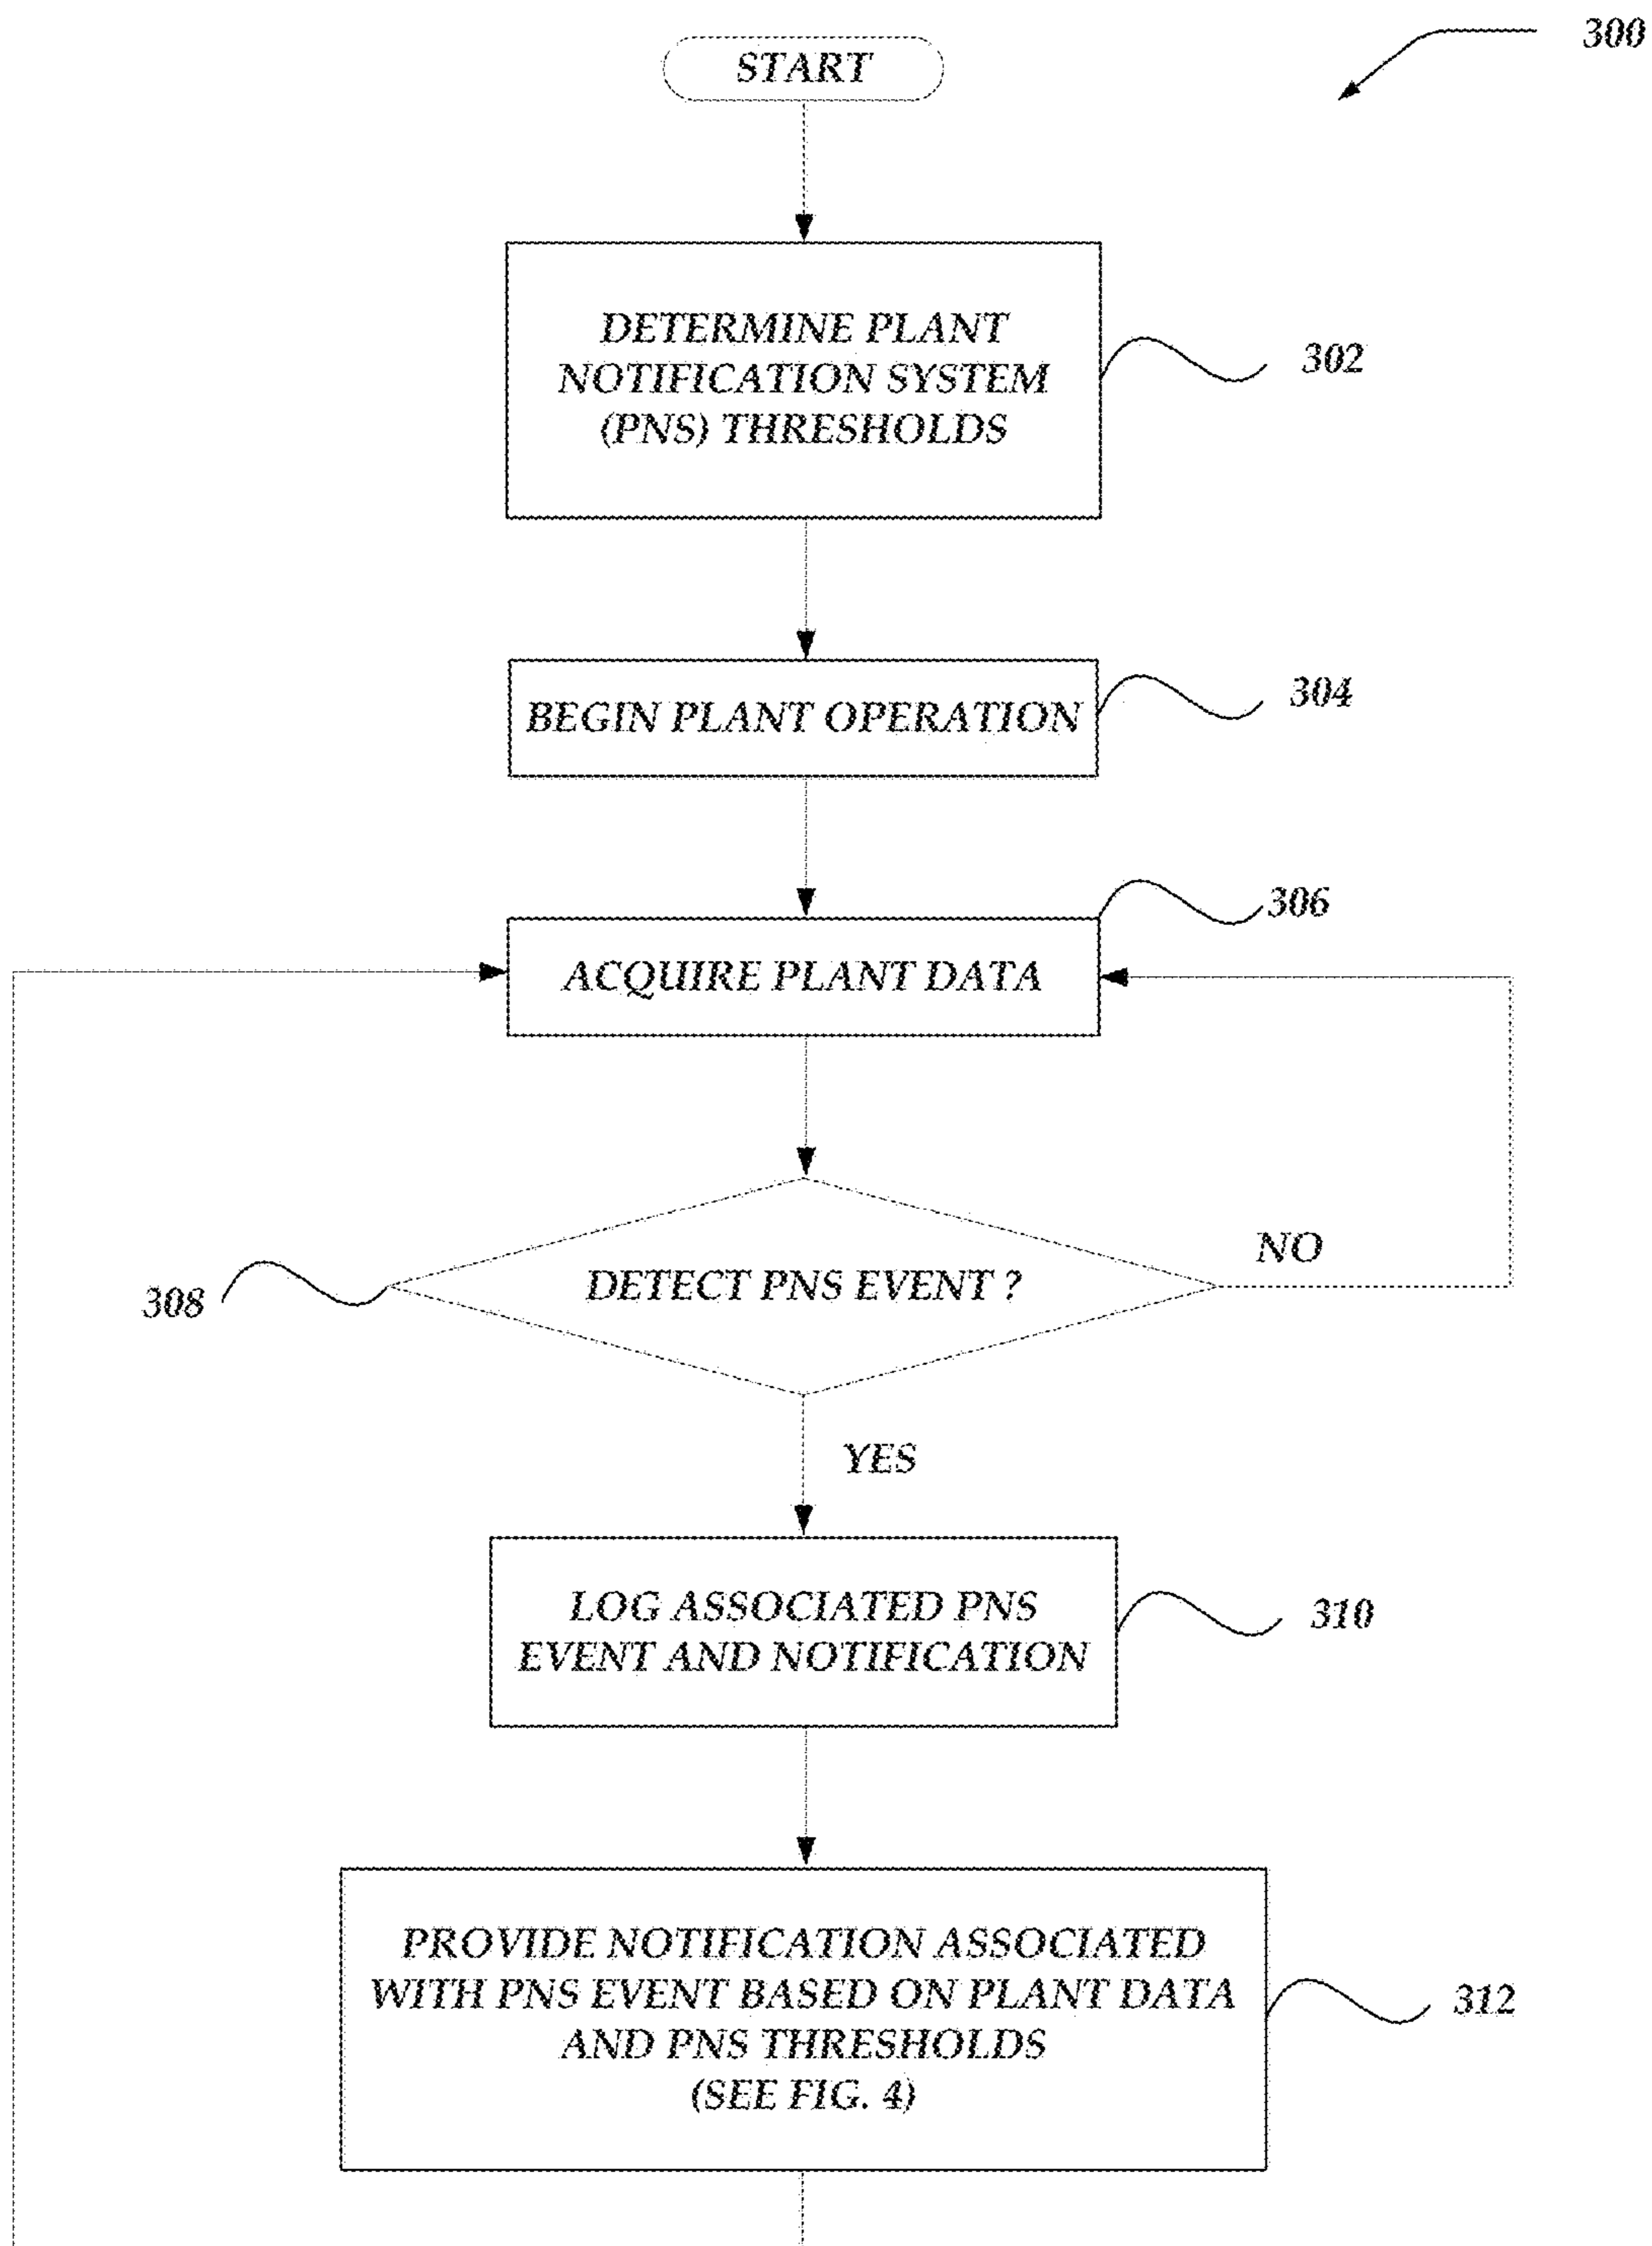 300
START
DETERMINE PLANT
NOTIFICATION SYSTEM
(PNS) THRESHOLDS
302
BEGIN PLANT OPERATION
304
306
ACQUIRE PLANT DATA
NO
DETECT PNS EVENT ?
308
YES
LOG ASSOCIATED PNS
EVENT AND NOTIFICATION
310
PROVIDE NOTIFICATION ASSOCIATED
WITH PNS EVENT BASED ON PLANT DATA
AND PNS THRESHOLDS
(SEE FIG. 4)
312